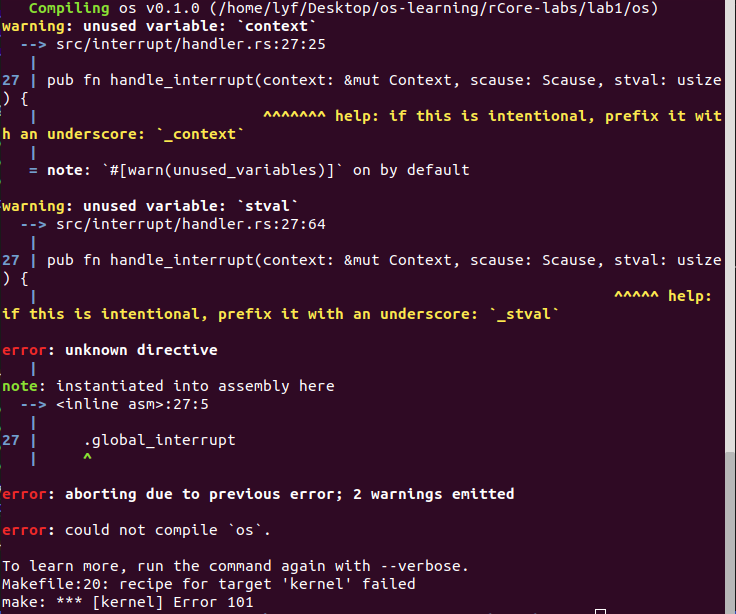 Compiling os v0.1.0 (/home/lyf/Desktop/os-learning/rCore-labs/lab1/os)
warning: unused variable: `context`
  --> src/interrupt/handler.rs:27:25
   |
27 | pub fn handle_interrupt(context: &mut Context, scause: Scause, stval: usize
) {
   |                         ^^^^^^^ help: if this is intentional, prefix it wit
h an underscore: `_context`
   |
   = note: `#[warn(unused_variables)]` on by default
warning: unused variable: `stval`
  --> src/interrupt/handler.rs:27:64
   |
27 | pub fn handle_interrupt(context: &mut Context, scause: Scause, stval: usize
) {
   |                                                                ^^^^^ help:
if this is intentional, prefix it with an underscore: `_stval`
error: unknown directive
   |
note: instantiated into assembly here
  --> <inline asm>:27:5
   |
27 |     .global_interrupt
   |     ^
error: aborting due to previous error; 2 warnings emitted
error: could not compile `os`.
To learn more, run the command again with --verbose.
Makefile:20: recipe for target 'kernel' failed
make: *** [kernel] Error 101